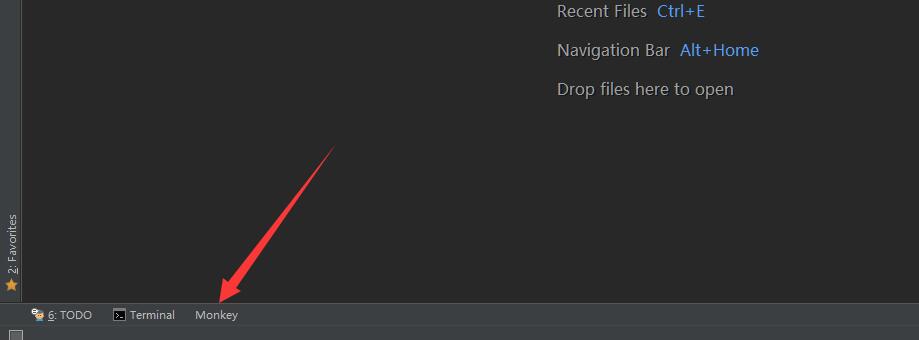 Recent Files Ctrl+E
Navigation Bar Alt+Home
Drop files here to open
2: Favorites
6: TODO Terminal Monkey